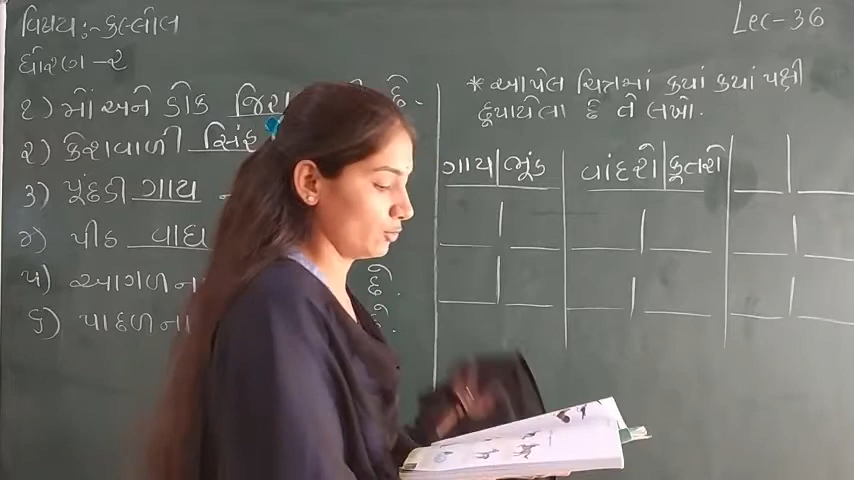 વિષય:- કલ્લોલ
ધોરણ -૨
Lec-36
૧) મોં અને ડોક જિરા છે.
૨) કેશવાળી સિંહ
૩) પૂંછડી ગાય
૪) પીઠ વાઘ
૫) આગળના છે.
૬) પાછળના છે.
* આપેલ ચિત્રમાં કયાં કયાં પક્ષી
છૂપાયેલા છે તે લખો.
ગાય ભૂંડ વાંદરો કૂતરો